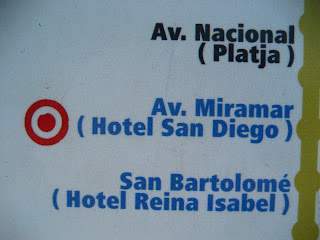 Av. Nacional
( Platja )
Av. Miramar
( Hotel San Diego )
San Bartolomé
( Hotel Reina Isabel )